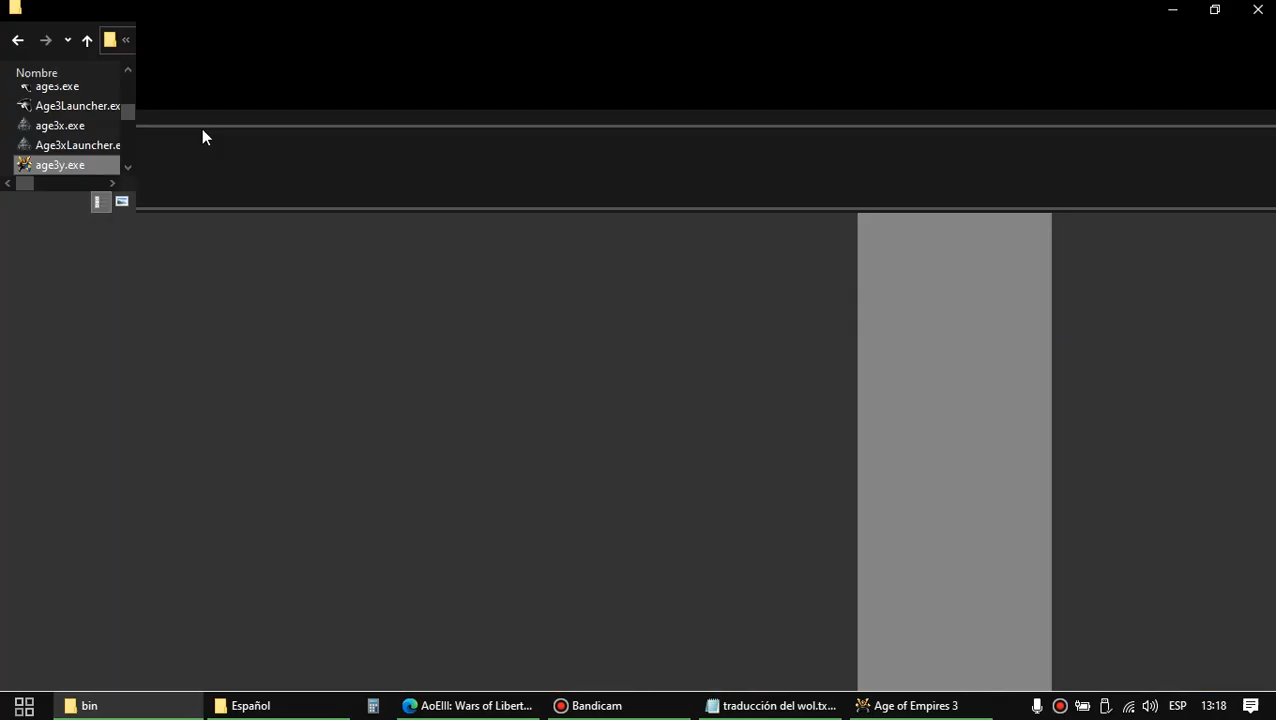 «
Nombre
age3.exe
Age3Launcher.ex
age3x.exe
Age3xLauncher.e
age3y.exe
bin
Español
AoEIII: Wars of Libert...
Bandicam
traducción del wol.tx...
Age of Empires 3
ESP
13:18